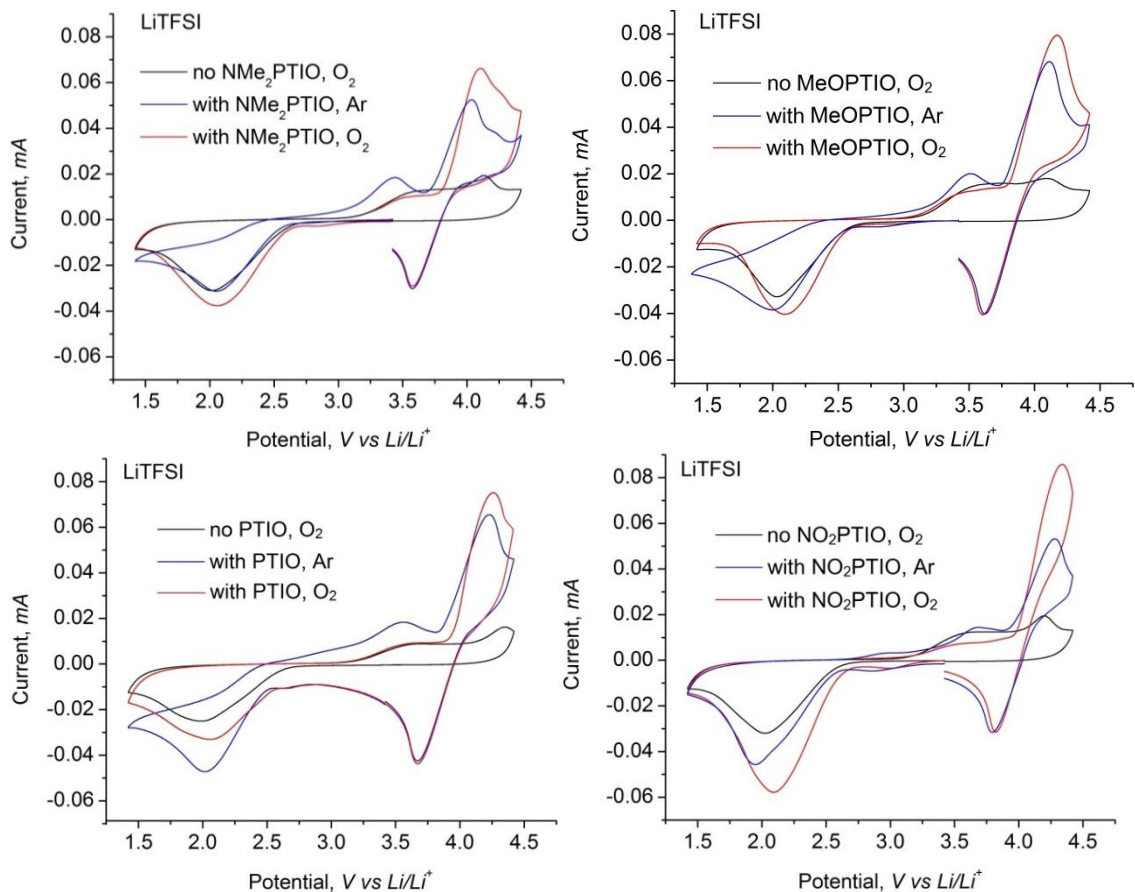 LiTFSI
no NMe₂PTIO, O₂
with NMe₂PTIO, Ar
with NMe₂PTIO, O₂
Current, mA
0.08
0.06
0.04
0.02
0.00
-0.02
-0.04
-0.06
1.5 2.0 2.5 3.0 3.5 4.0 4.5
Potential, V vs Li/Li⁺
LiTFSI
no MeOPTIO, O₂
with MeOPTIO, Ar
with MeOPTIO, O₂
Current, mA
0.08
0.06
0.04
0.02
0.00
-0.02
-0.04
-0.06
1.5 2.0 2.5 3.0 3.5 4.0 4.5
Potential, V vs Li/Li⁺
LiTFSI
no PTIO, O₂
with PTIO, Ar
with PTIO, O₂
Current, mA
0.08
0.06
0.04
0.02
0.00
-0.02
-0.04
-0.06
1.5 2.0 2.5 3.0 3.5 4.0 4.5
Potential, V vs Li/Li⁺
LiTFSI
no NO₂PTIO, O₂
with NO₂PTIO, Ar
with NO₂PTIO, O₂
Current, mA
0.08
0.06
0.04
0.02
0.00
-0.02
-0.04
-0.06
1.5 2.0 2.5 3.0 3.5 4.0 4.5
Potential, V vs Li/Li⁺